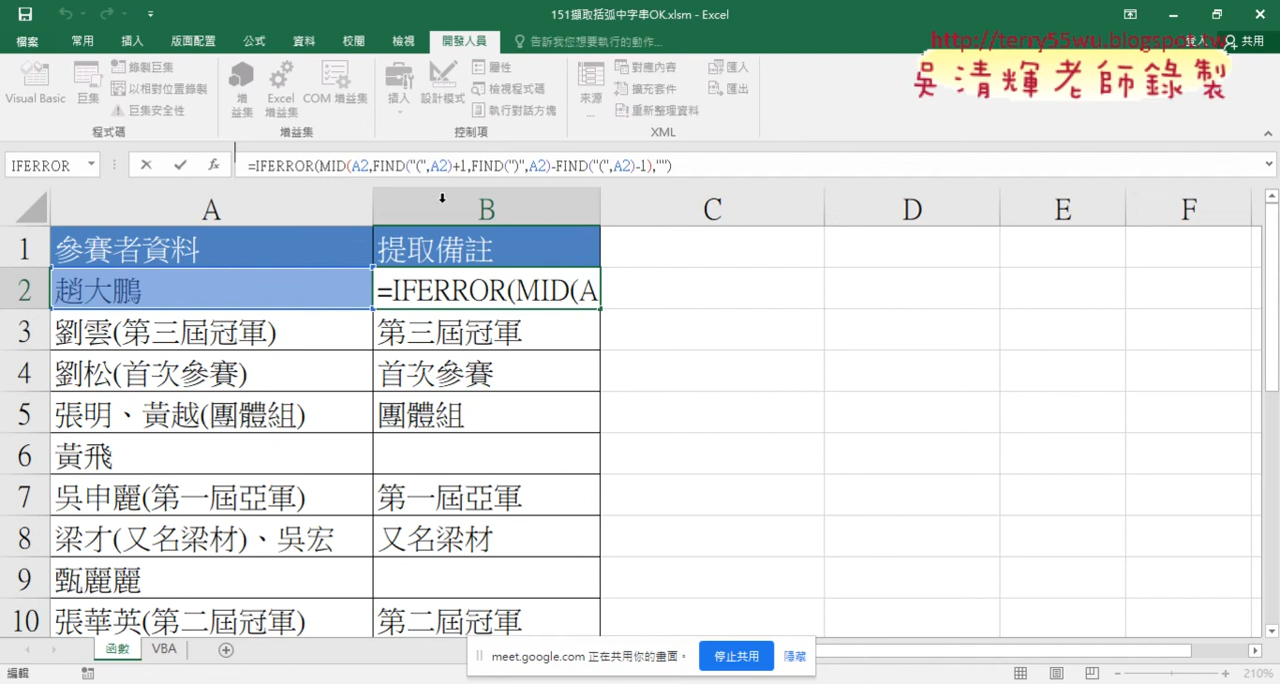 151擷取括弧中字串OK.xlsm - Excel
檔案 常用 插入 版面配置 公式 資料 校閱 檢視 開發人員 告訴我您想要執行的動作... 登入 共用
http://terry55wu.blogspot.tw
吳清輝老師錄製
Visual Basic 巨集 錄製巨集 以相對位置錄製 巨集安全性
增益集 Excel 增益集 COM 增益集
插入 設計模式 屬性 檢視程式碼 執行對話方塊
來源... 對應內容 擴充套件 重新整理資料 匯入 匯出
程式碼 增益集 控制項 XML
IFERROR fx =IFERROR(MID(A2,FIND("(",A2)+1,FIND(")",A2)-FIND("(",A2)-1),"")
A B C D E F
1 參賽者資料 提取備註
2 趙大鵬 =IFERROR(MID(A
3 劉雲(第三屆冠軍) 第三屆冠軍
4 劉松(首次參賽) 首次參賽
5 張明、黃越(團體組) 團體組
6 黃飛
7 吳申麗(第一屆亞軍) 第一屆亞軍
8 梁才(又名梁材)、吳宏 又名梁材
9 甄麗麗
10 張華英(第二屆冠軍) 第二屆冠軍
函數 VBA
meet.google.com 正在共用你的畫面。 停止共用 隱藏
編輯 210%